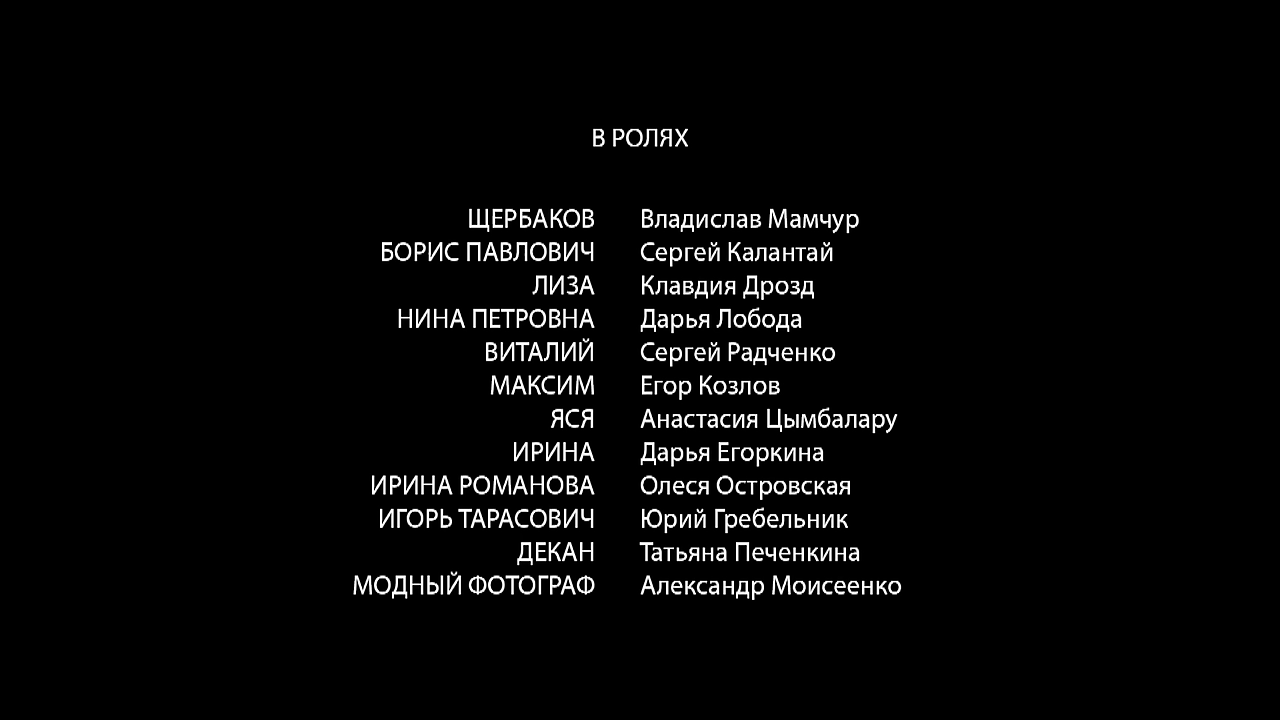 В РОЛЯХ
ЩЕРБАКОВ Владислав Мамчур
БОРИС ПАВЛОВИЧ Сергей Калантай
ЛИЗА Клавдия Дрозд
НИНА ПЕТРОВНА Дарья Лобода
ВИТАЛИЙ Сергей Радченко
МАКСИМ Егор Козлов
ЯСЯ Анастасия Цымбалару
ИРИНА Дарья Егоркина
ИРИНА РОМАНОВА Олеся Островская
ИГОРЬ ТАРАСОВИЧ Юрий Гребельник
ДЕКАН Татьяна Печенкина
МОДНЫЙ ФОТОГРАФ Александр Моисеенко